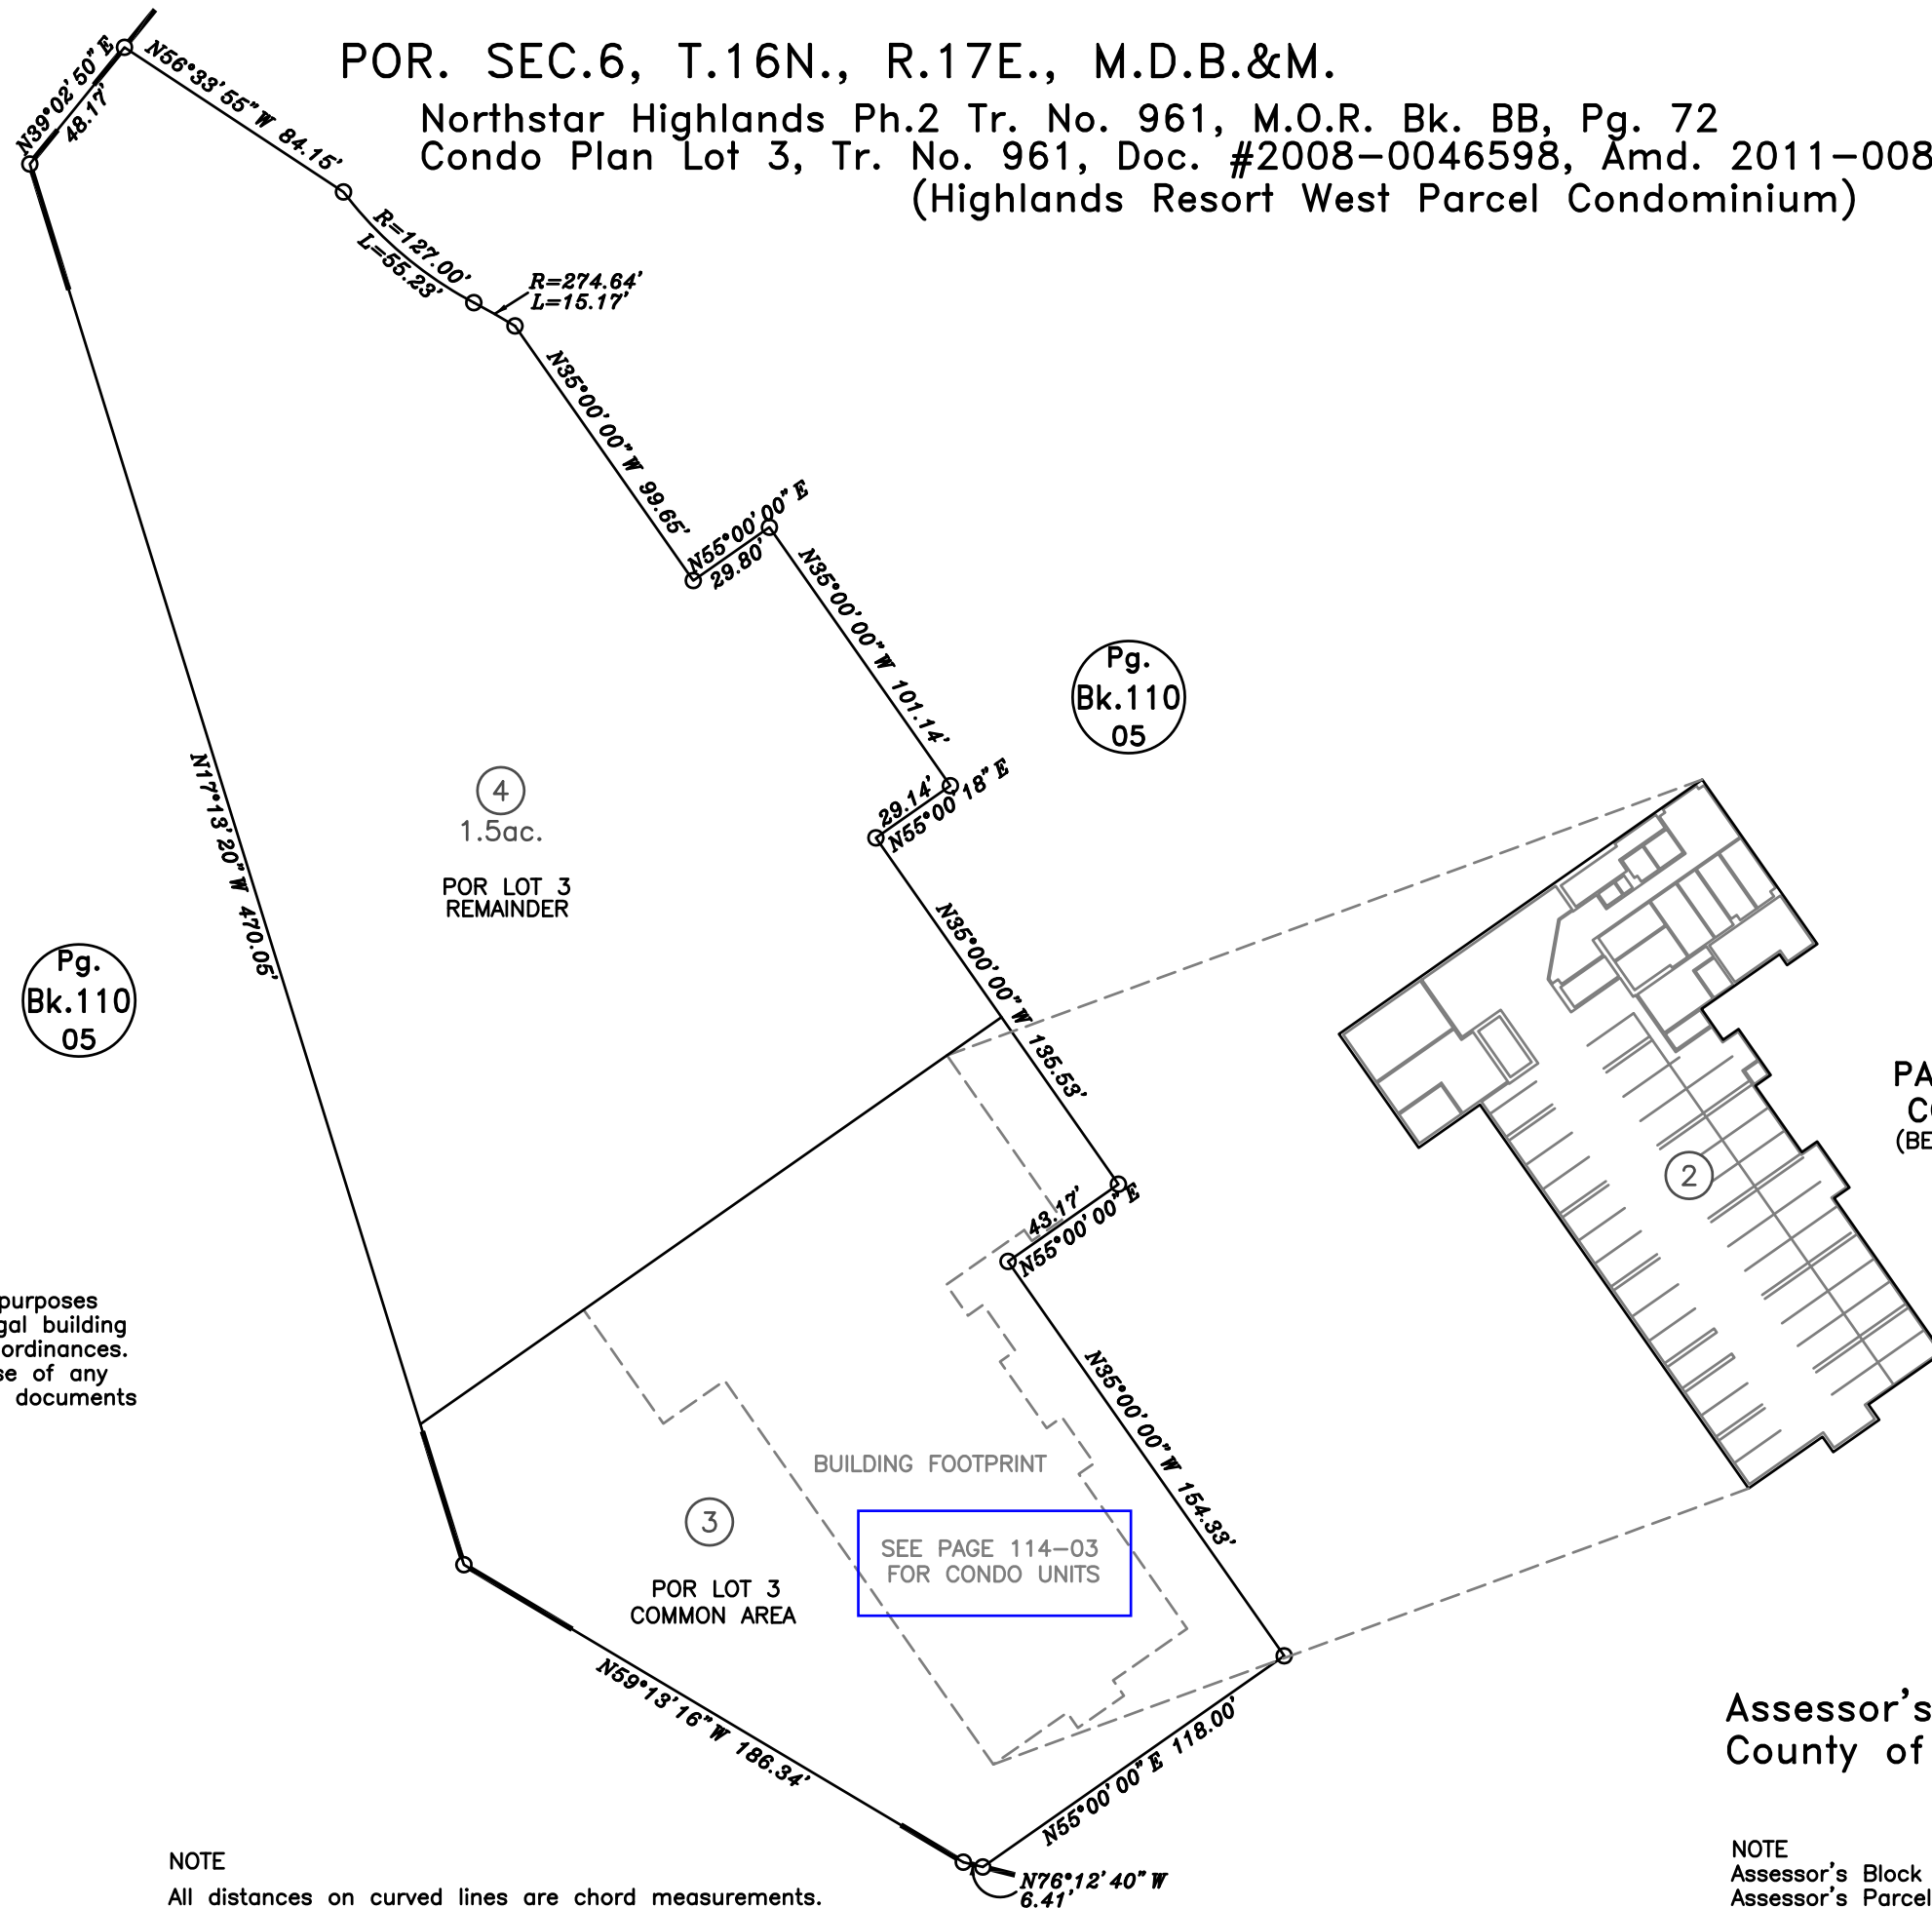 POR. SEC.6, T.16N., R.17E., M.D.B.&M.
Northstar Highlands Ph.2 Tr. No. 961, M.O.R. Bk. BB, Pg. 72
Condo Plan Lot 3, Tr. No. 961, Doc. #2008-0046598, Amd. 2011-008
(Highlands Resort West Parcel Condominium)
N39°02'50"E
48.17'
N56°33'55"W 84.15'
R=127.00'
L=55.23'
R=274.64'
L=15.17'
N35°00'00"W 99.65'
N55°00'00"E
29.80'
N35°00'00"W 101.14'
Pg.
Bk.110
05
29.14'
N55°00'18"E
N17°13'20"W 470.05'
4
1.5ac.
POR LOT 3
REMAINDER
N35°00'00"W 135.53'
Pg.
Bk.110
05
PA
CO
(BE
2
43.17'
N55°00'00"E
purposes
gal building
ordinances.
se of any
documents
N35°00'00"W 154.33'
BUILDING FOOTPRINT
3
SEE PAGE 114-03
FOR CONDO UNITS
POR LOT 3
COMMON AREA
N59°13'16"W 186.34'
N55°00'00"E 118.00'
Assessor's
County of
N76°12'40"W
6.41'
NOTE
All distances on curved lines are chord measurements.
NOTE
Assessor's Block
Assessor's Parcel